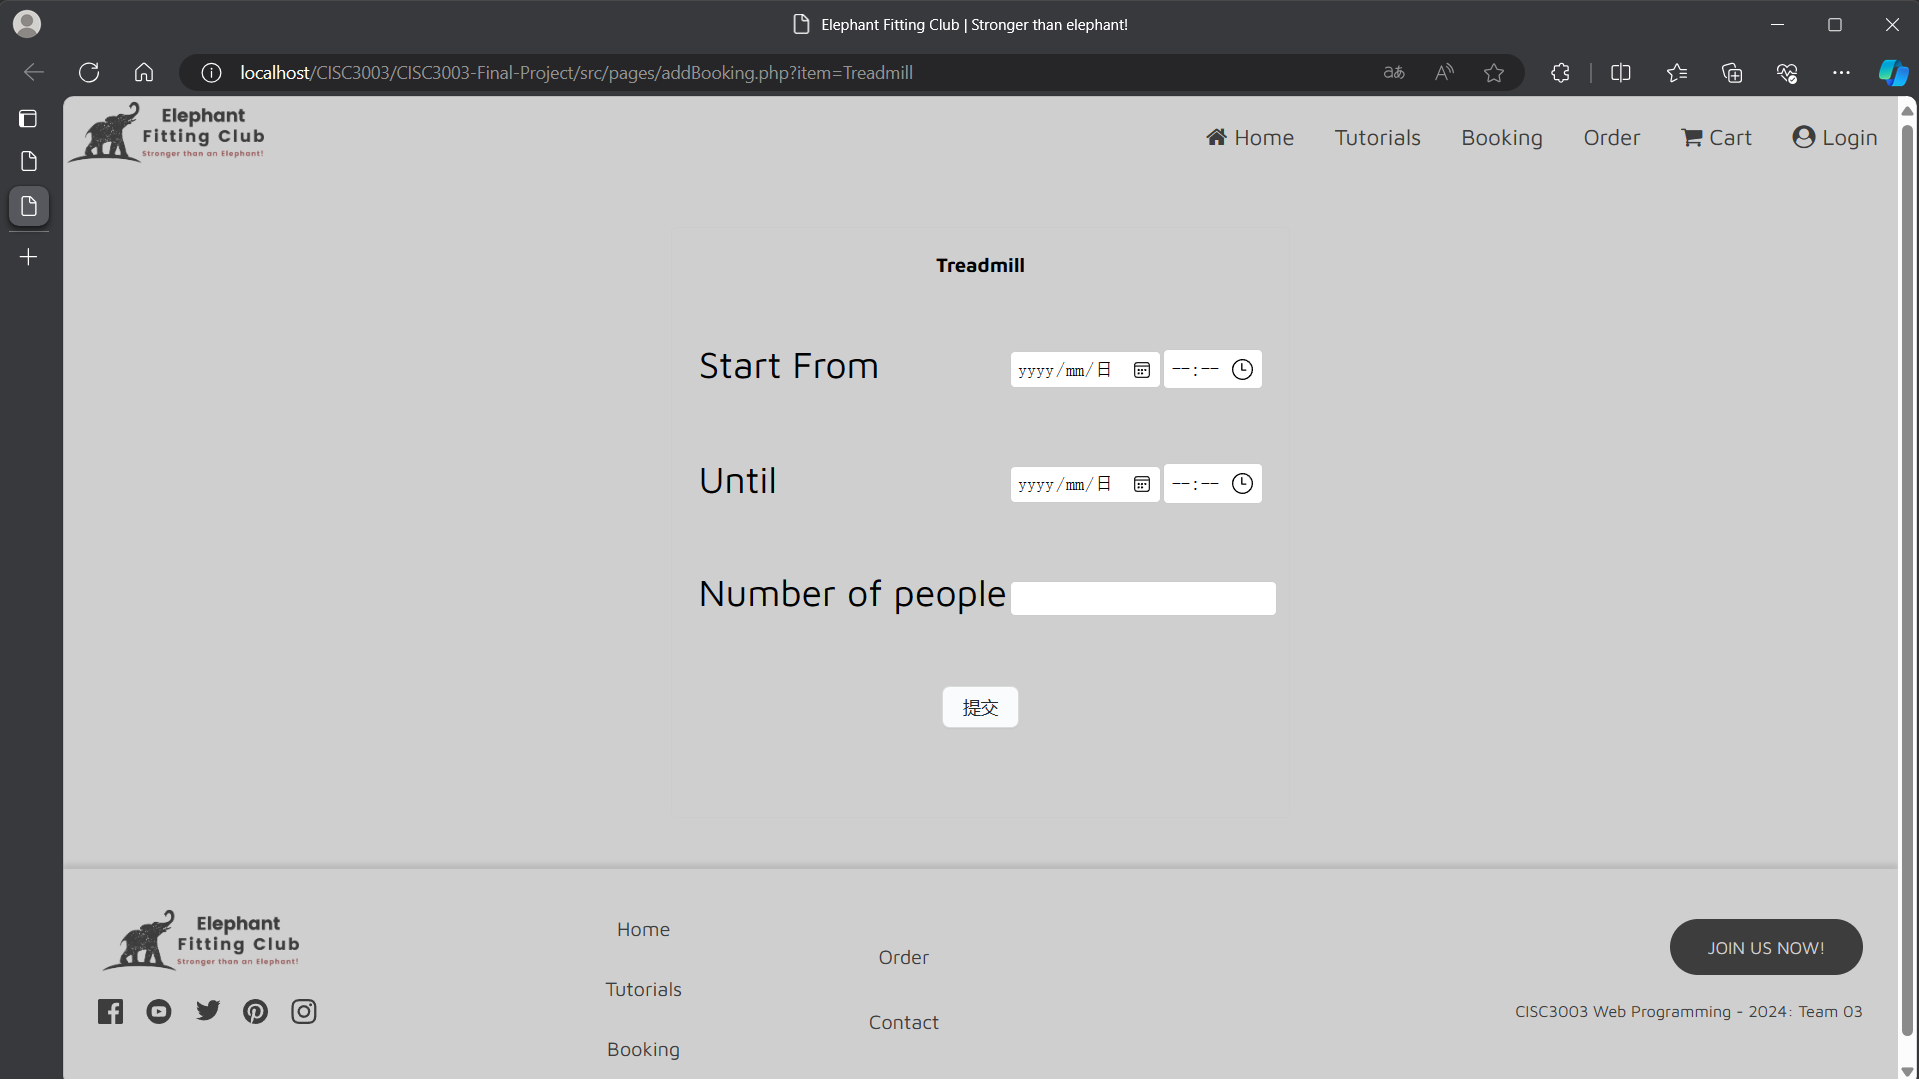 Elephant Fitting Club | Stronger than elephant!
localhost/CISC3003/CISC3003-Final-Project/src/pages/addBooking.php?item=Treadmill
Elephant
Fitting Club
Stronger than an Elephant!
Home Tutorials Booking Order Cart Login
Treadmill
Start From yyyy/mm/日 --:--
Until yyyy/mm/日 --:--
Number of people
提交
Elephant
Fitting Club
Stronger than an Elephant!
Home
Tutorials
Booking
Order
Contact
JOIN US NOW!
CISC3003 Web Programming - 2024: Team 03